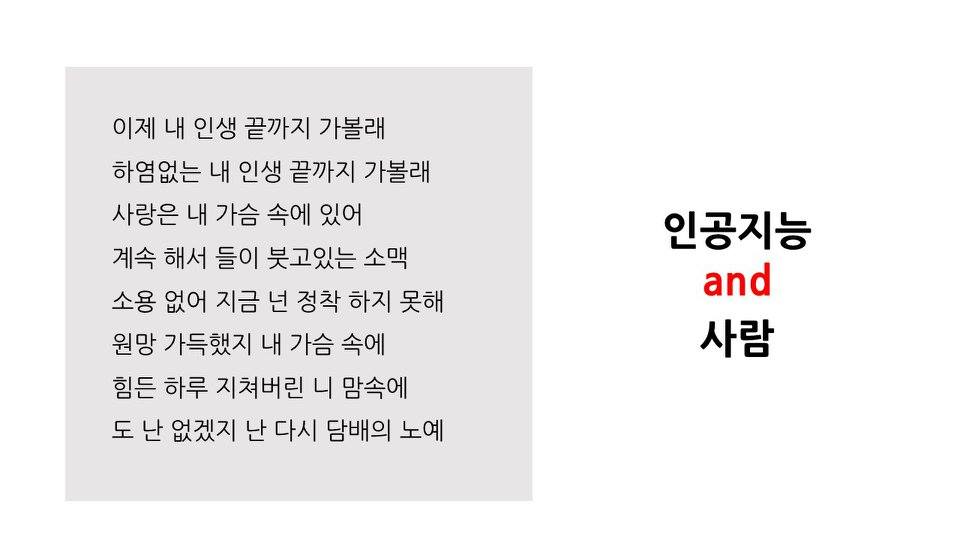 이제 내 인생 끝까지 가볼래
하염없는 내 인생 끝까지 가볼래
사랑은 내 가슴 속에 있어
계속 해서 들이 붓고있는 소맥
소용 없어 지금 넌 정착 하지 못해
원망 가득했지 내 가슴 속에
힘든 하루 지쳐버린 니 맘속에
도 난 없겠지 난 다시 담배의 노예
인공지능
and
사람